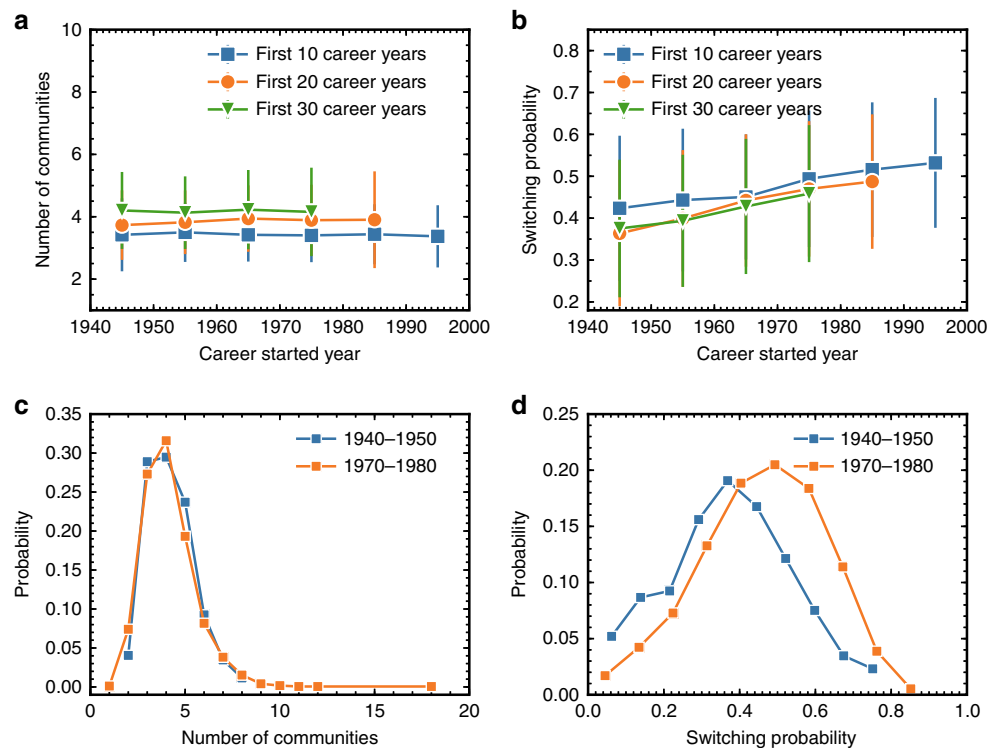 a
10
8
6
4
2
Number of communities
First 10 career years
First 20 career years
First 30 career years
1940 1950 1960 1970 1980 1990 2000
Career started year
b
0.8
0.7
0.6
0.5
0.4
0.3
0.2
Switching probability
First 10 career years
First 20 career years
First 30 career years
1940 1950 1960 1970 1980 1990 2000
Career started year
c
0.35
0.30
0.25
0.20
0.15
0.10
0.05
0.00
Probability
1940–1950
1970–1980
0 5 10 15 20
Number of communities
d
0.25
0.20
0.15
0.10
0.05
0.00
Probability
1940–1950
1970–1980
0.0 0.2 0.4 0.6 0.8 1.0
Switching probability